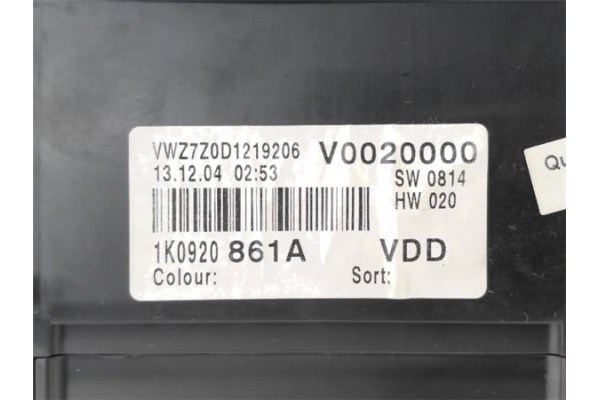 VWZ7Z0D1219206 V0020000
13.12.04 02:53 SW 0814
HW 020
1K0920 861A VDD
Colour: Sort:
Qu